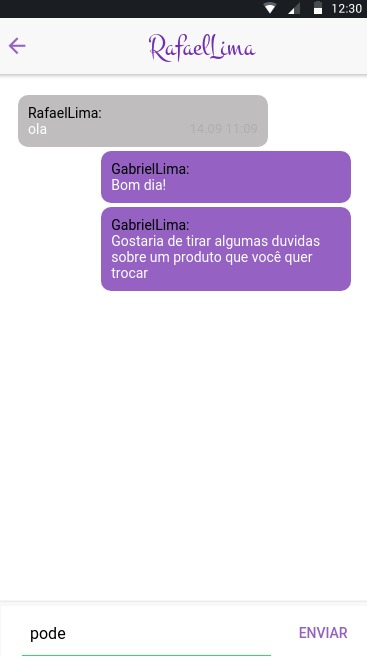 12:30
RafaelLima
RafaelLima:
ola 14.09 11:09
GabrielLima:
Bom dia!
GabrielLima:
Gostaria de tirar algumas duvidas
sobre um produto que você quer
trocar
pode ENVIAR